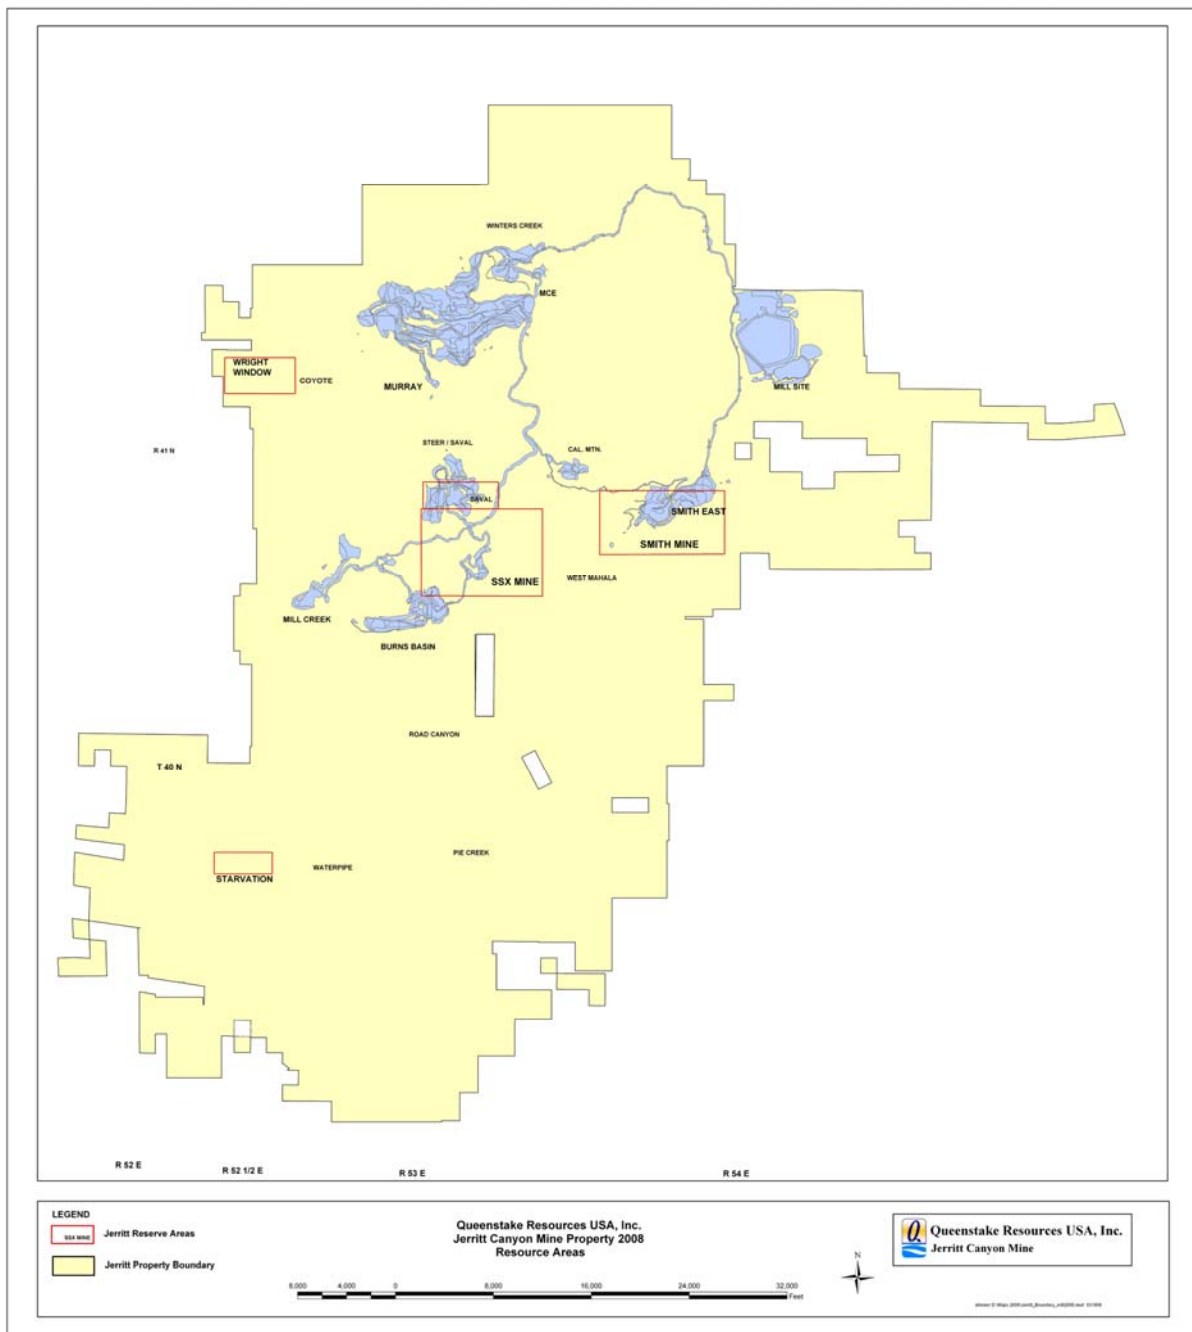 WINTERS CREEK
MCE
WRIGHT
WINDOW
COYOTE
MURRAY
MILL SITE
R 41 N
STEER / SAVAL
CAL. MTN.
SAVAL
SMITH EAST
SMITH MINE
SSX MINE
WEST MAHALA
MILL CREEK
BURNS BASIN
ROAD CANYON
T 40 N
PIE CREEK
WATERPIPE
STARVATION
R 52 E
R 52 1/2 E
R 53 E
R 54 E
LEGEND
SSX MINE
Jerritt Reserve Areas
Jerritt Property Boundary
Queenstake Resources USA, Inc.
Jerritt Canyon Mine Property 2008
Resource Areas
8,000 4,000 0 8,000 16,000 24,000 32,000
Feet
N
Queenstake Resources USA, Inc.
Jerritt Canyon Mine